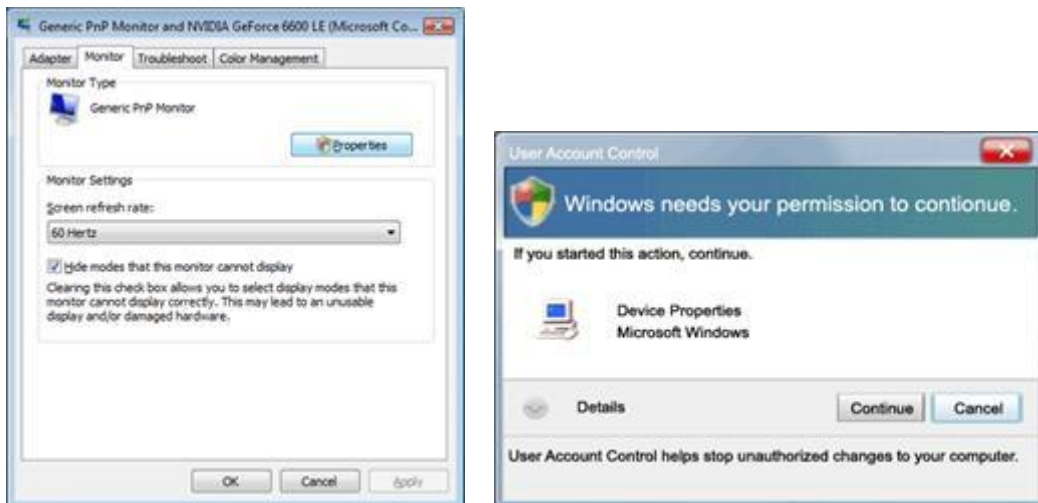 Generic PnP Monitor and NVIDIA GeForce 6600 LE (Microsoft Co...
Adapter Monitor Troubleshoot Color Management
Monitor Type
Generic PnP Monitor
Properties
Monitor Settings
Screen refresh rate:
60 Hertz
Hide modes that this monitor cannot display
Clearing this check box allows you to select display modes that this
monitor cannot display correctly. This may lead to an unusable
display and/or damaged hardware.
OK Cancel Apply
User Account Control
Windows needs your permission to contionue.
If you started this action, continue.
Device Properties
Microsoft Windows
Details Continue Cancel
User Account Control helps stop unauthorized changes to your computer.